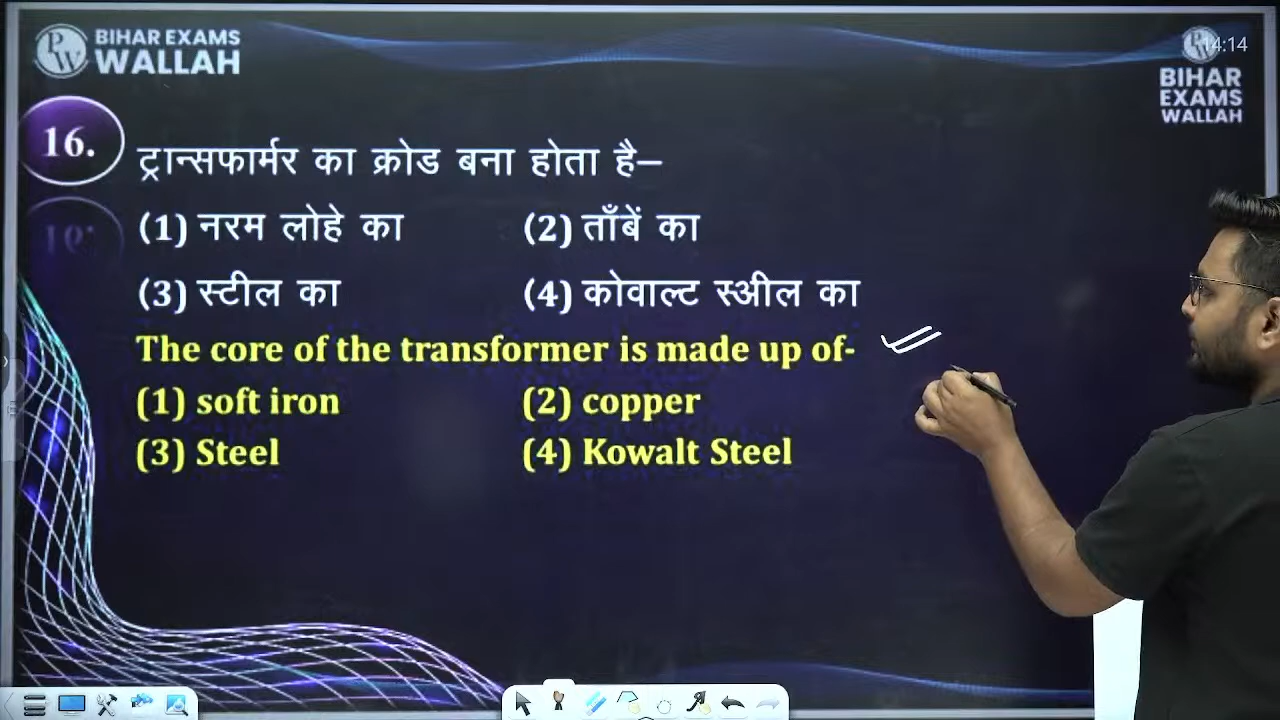 BIHAR EXAMS
WALLAH
14:14
BIHAR
EXAMS
WALLAH
16.
ट्रान्सफार्मर का क्रोड बना होता है–
(1) नरम लोहे का (2) ताँबें का
(3) स्टील का (4) कोवाल्ट स्अील का
The core of the transformer is made up of-
(1) soft iron (2) copper
(3) Steel (4) Kowalt Steel